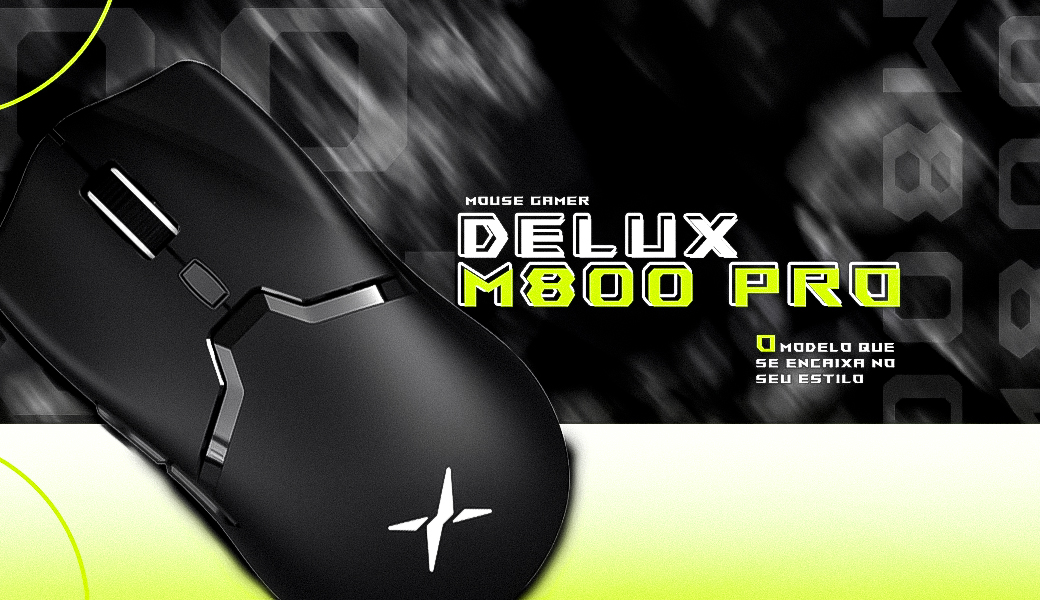 MOUSE GAMER
DELUX
M800 PRO
O MODELO QUE
SE ENCAIXA NO
SEU ESTILO